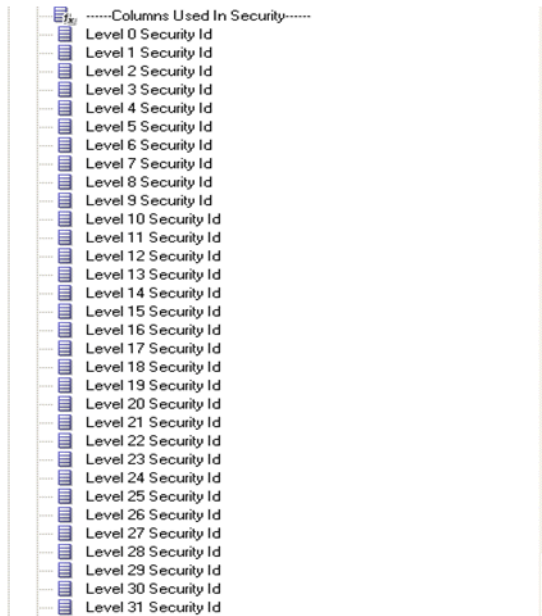 ------Columns Used In Security------
Level 0 Security Id
Level 1 Security Id
Level 2 Security Id
Level 3 Security Id
Level 4 Security Id
Level 5 Security Id
Level 6 Security Id
Level 7 Security Id
Level 8 Security Id
Level 9 Security Id
Level 10 Security Id
Level 11 Security Id
Level 12 Security Id
Level 13 Security Id
Level 14 Security Id
Level 15 Security Id
Level 16 Security Id
Level 17 Security Id
Level 18 Security Id
Level 19 Security Id
Level 20 Security Id
Level 21 Security Id
Level 22 Security Id
Level 23 Security Id
Level 24 Security Id
Level 25 Security Id
Level 26 Security Id
Level 27 Security Id
Level 28 Security Id
Level 29 Security Id
Level 30 Security Id
Level 31 Security Id